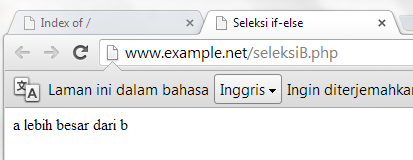 Index of /
Seleksi if-else
www.example.net/seleksiB.php
Laman ini dalam bahasa Inggris Ingin diterjemahkan
a lebih besar dari b